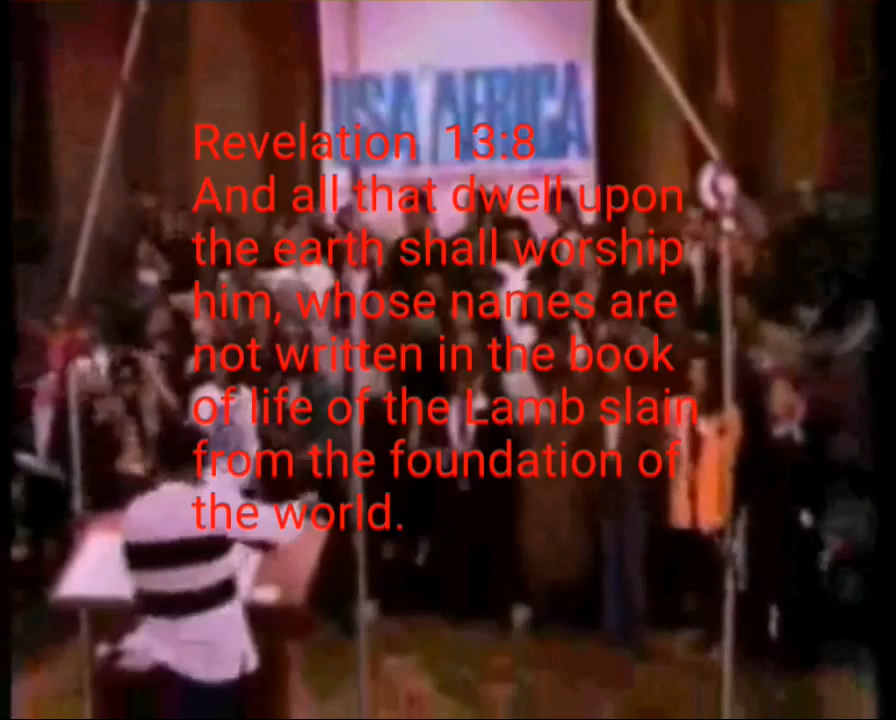 USA AFRICA
Revelation 13:8
And all that dwell upon
the earth shall worship
him, whose names are
not written in the book
of life of the Lamb slain
from the foundation of
the world.